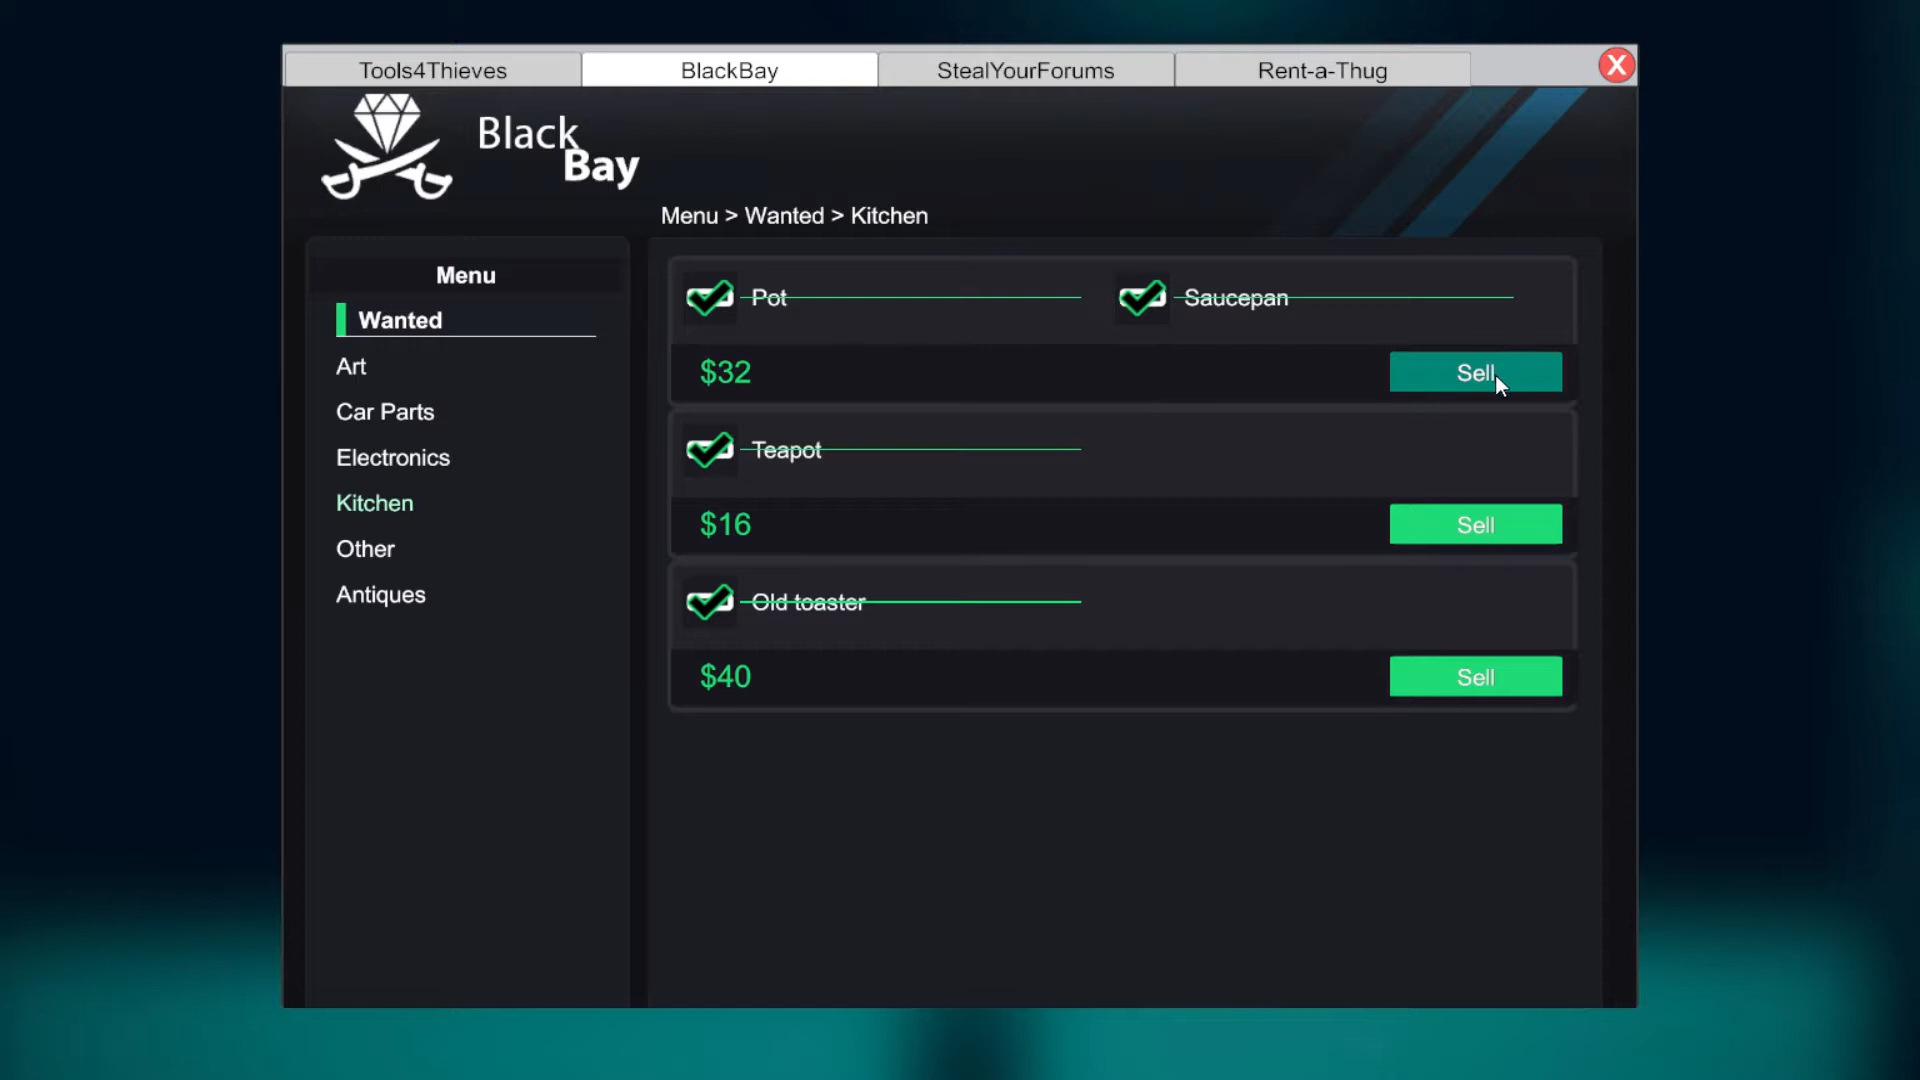 Tools4Thieves BlackBay StealYourForums Rent-a-Thug X
Black
Bay
Menu > Wanted > Kitchen
Menu
Wanted
Art
Car Parts
Electronics
Kitchen
Other
Antiques
Pot Saucepan
$32 Sell
Teapot
$16 Sell
Old toaster
$40 Sell